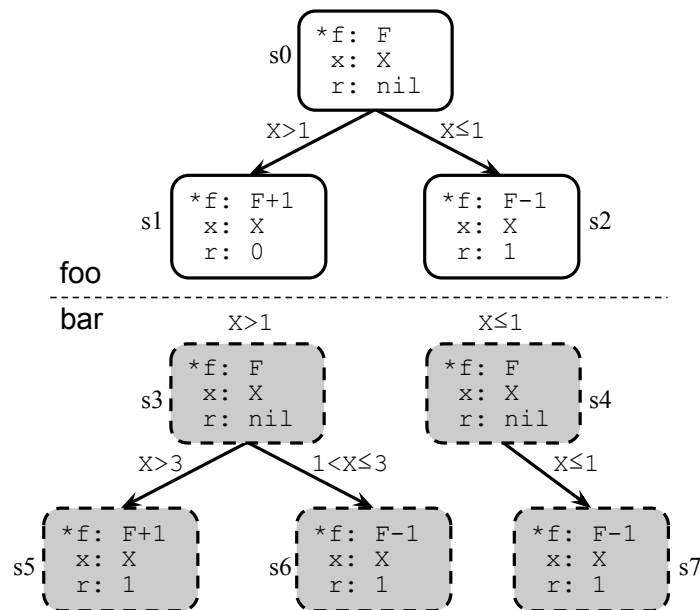 s0
*f: F
x: X
r: nil
X>1
X≤1
s1
*f: F+1
x: X
r: 0
*f: F-1
x: X
r: 1
s2
foo
bar
X>1
X≤1
s3
*f: F
x: X
r: nil
*f: F
x: X
r: nil
s4
X>3
1<X≤3
X≤1
s5
*f: F+1
x: X
r: 1
s6
*f: F-1
x: X
r: 1
*f: F-1
x: X
r: 1
s7